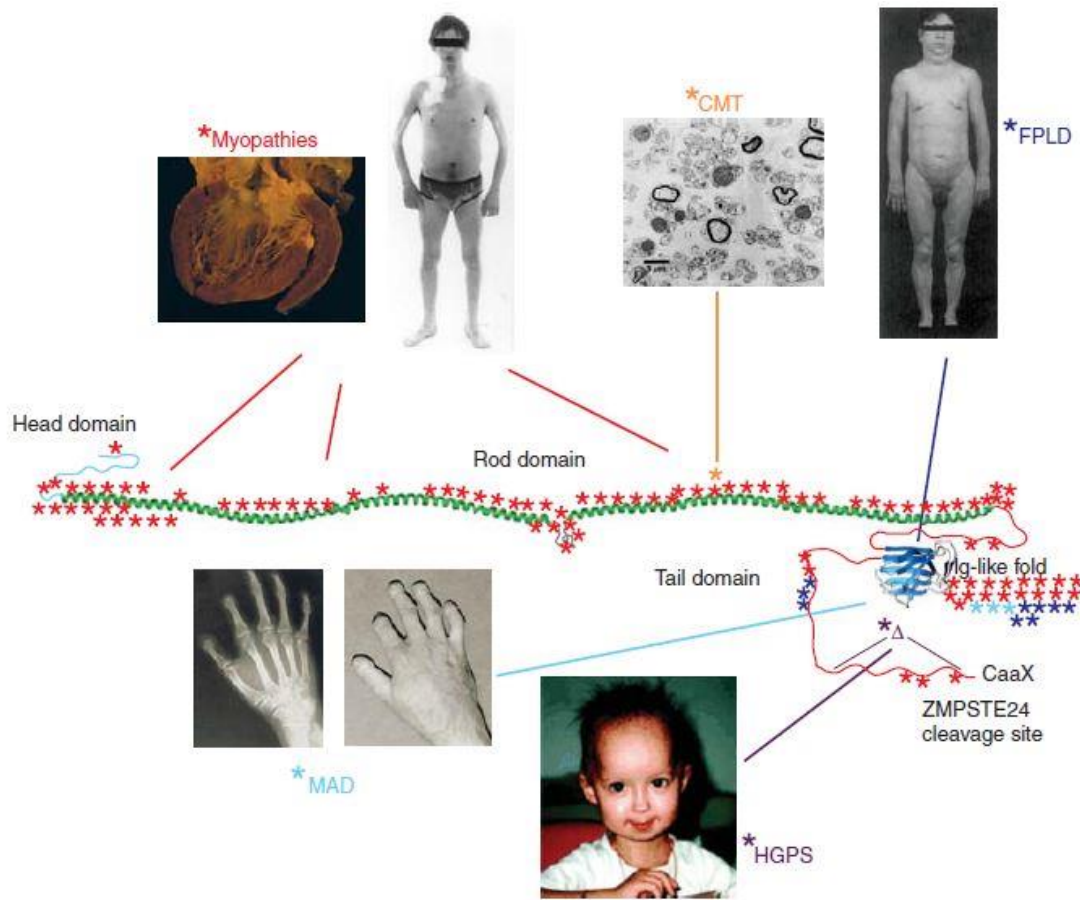 *CMT
*FPLD
*Myopathies
Head domain
Rod domain
Tail domain
Ig-like fold
*Δ
CaaX
ZMPSTE24
cleavage site
*MAD
*HGPS